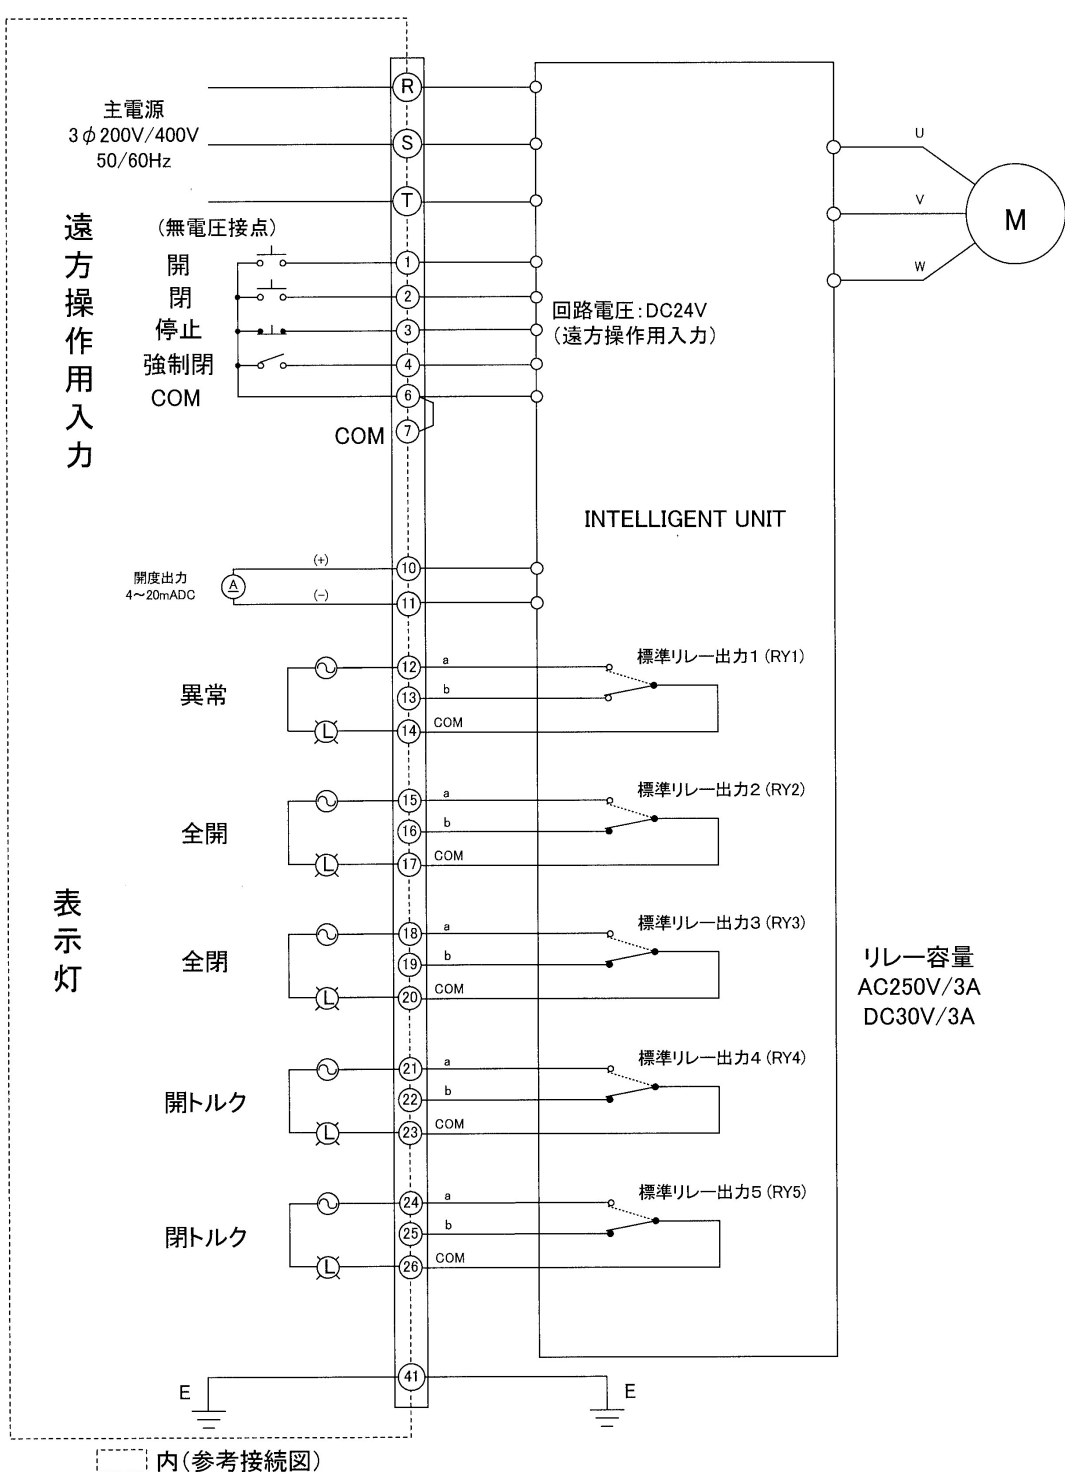 R
主電源
3φ200V/400V
50/60Hz
S
T
U
V
W
M
遠方操作用入力
(無電圧接点)
開
1
閉
2
停止
3
強制閉
4
COM
6
COM
7
回路電圧:DC24V
(遠方操作用入力)
INTELLIGENT UNIT
開度出力
4~20mADC
A
(+)
10
(-)
11
異常
L
12
a
13
b
14
COM
標準リレー出力1(RY1)
全開
L
15
a
16
b
17
COM
標準リレー出力2(RY2)
表示灯
全閉
L
18
a
19
b
20
COM
標準リレー出力3(RY3)
リレー容量
AC250V/3A
DC30V/3A
開トルク
L
21
a
22
b
23
COM
標準リレー出力4(RY4)
閉トルク
L
24
a
25
b
26
COM
標準リレー出力5(RY5)
E
41
E
内(参考接続図)